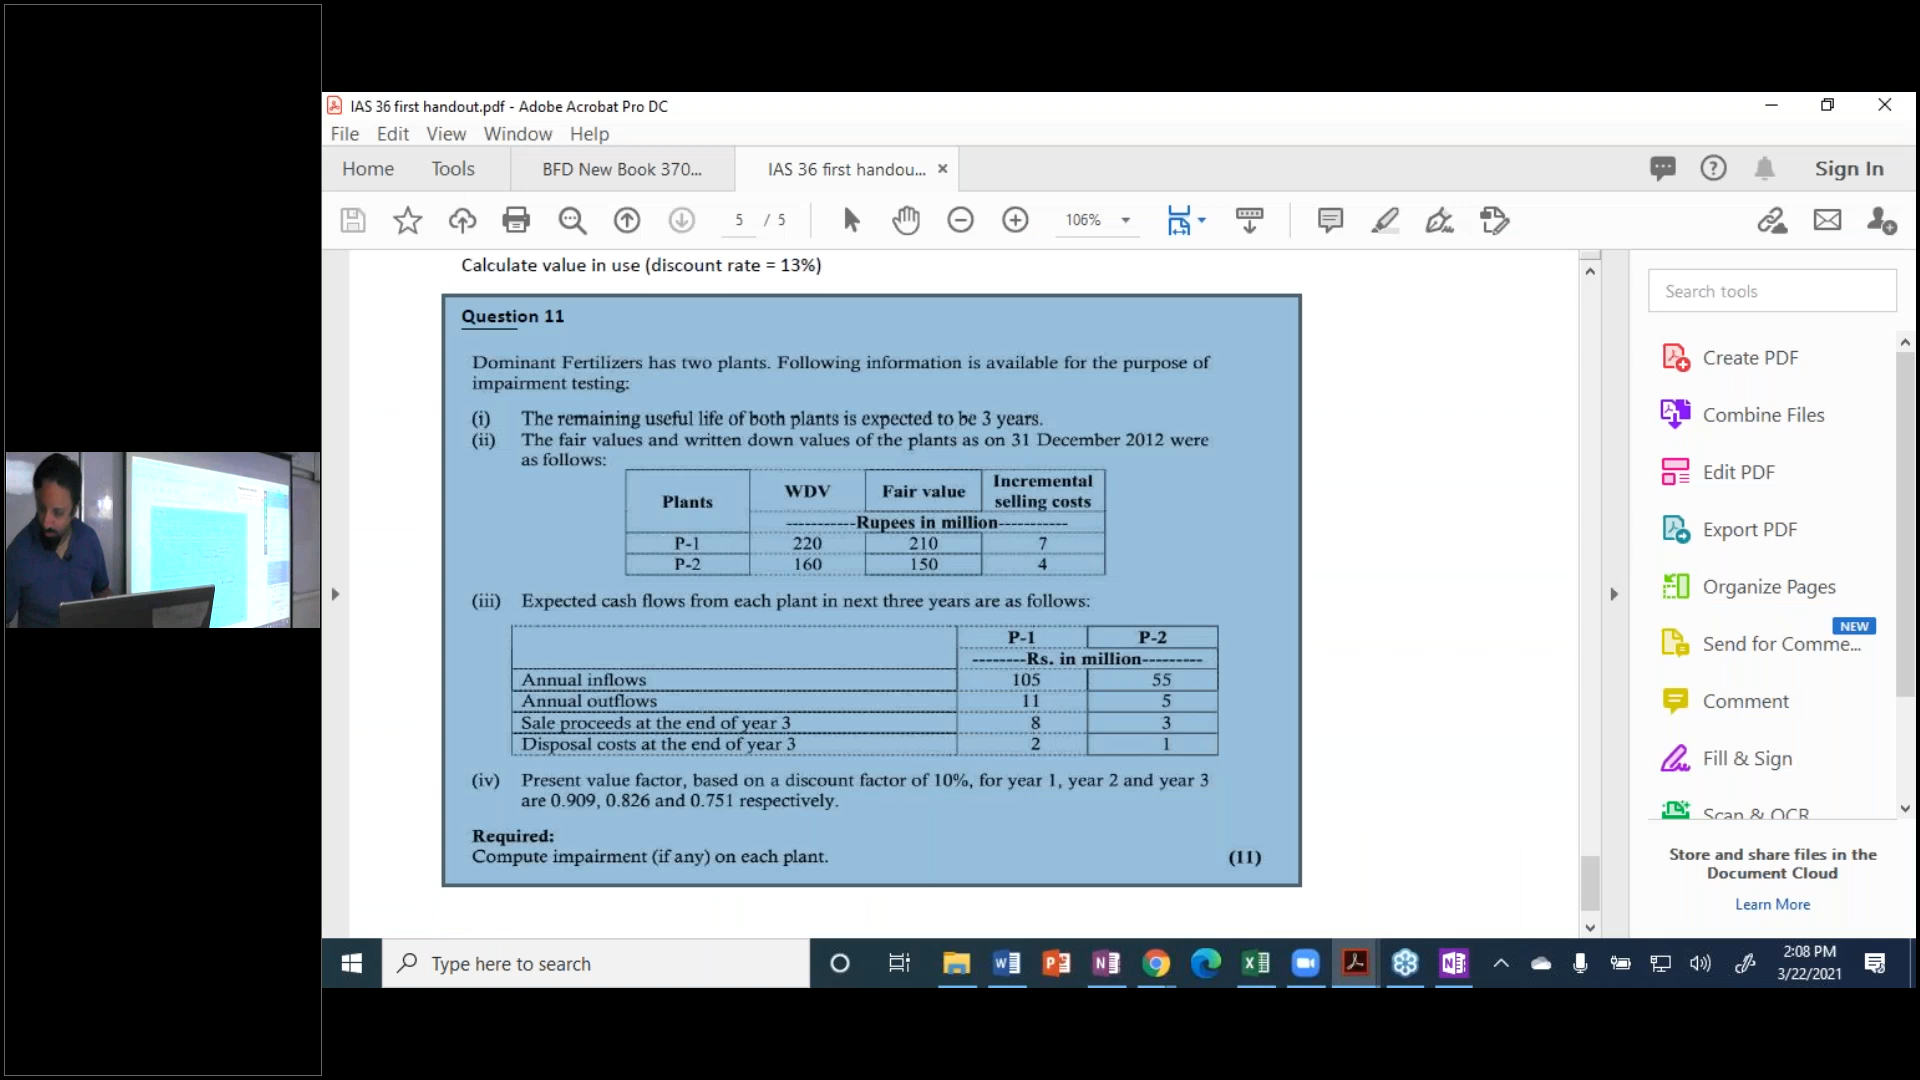 IAS 36 first handout.pdf - Adobe Acrobat Pro DC
File Edit View Window Help
Home Tools BFD New Book 370... IAS 36 first handou... × Sign In
5 / 5 106%
Calculate value in use (discount rate = 13%)
Question 11
Dominant Fertilizers has two plants. Following information is available for the purpose of
impairment testing:
(i) The remaining useful life of both plants is expected to be 3 years.
(ii) The fair values and written down values of the plants as on 31 December 2012 were
as follows:
Plants WDV Fair value Incremental selling costs
-----------Rupees in million-----------
P-1 220 210 7
P-2 160 150 4
(iii) Expected cash flows from each plant in next three years are as follows:
P-1 P-2
--------Rs. in million---------
Annual inflows 105 55
Annual outflows 11 5
Sale proceeds at the end of year 3 8 3
Disposal costs at the end of year 3 2 1
(iv) Present value factor, based on a discount factor of 10%, for year 1, year 2 and year 3
are 0.909, 0.826 and 0.751 respectively.
Required:
Compute impairment (if any) on each plant. (11)
Search tools
Create PDF
Combine Files
Edit PDF
Export PDF
Organize Pages
NEW
Send for Comme...
Comment
Fill & Sign
Scan & OCR
Store and share files in the
Document Cloud
Learn More
Type here to search
2:08 PM
3/22/2021